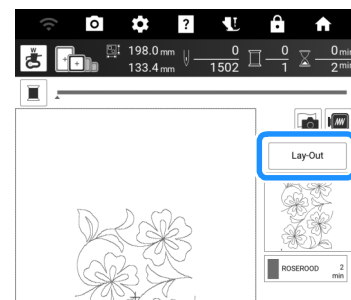 ?
W
198.0 mm 0 0 0 min
133.4 mm 1502 1 2 min
Lay-Out
ROSEROOD 2
min